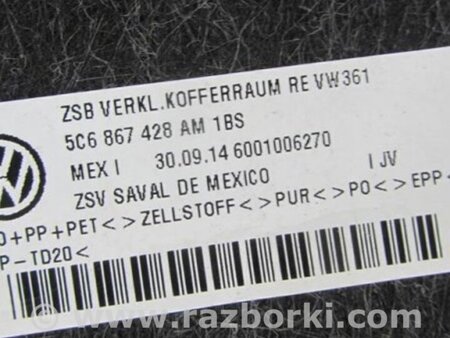 ZSB VERKL.KOFFERRAUM RE VW361
5C6 867 428 AM 1BS
MEX I 30.09.14 6001006270
ZSV SAVAL DE MEXICO I JV
+PP+PET<>ZELLSTOFF<>PUR<>PO<>EPP
P-TD20<
www.razborki.com